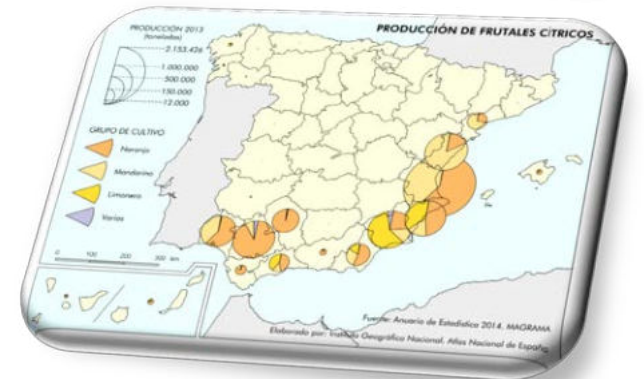 PRODUCCIÓN DE FRUTALES CÍTRICOS
PRODUCCIÓN 2013
(toneladas)
2.153.426
1.000.000
500.000
150.000
12.000
GRUPO DE CULTIVO
Naranjo
Mandarino
Limonero
Varios
0 100 200 300 km
Fuente: Anuario de Estadística 2014. MAGRAMA
Elaborado por: Instituto Geográfico Nacional. Atlas Nacional de España